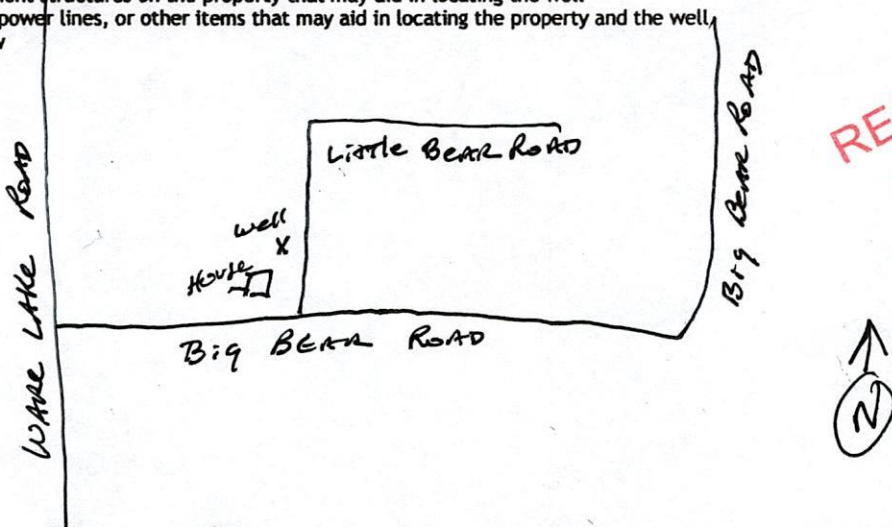 power lines, or other items that may aid in locating the property and the well,
Little BEAR ROAD
well
X
House
WARE LAKE ROAD
Big BEAR ROAD
Big BEAR ROAD
RE
N